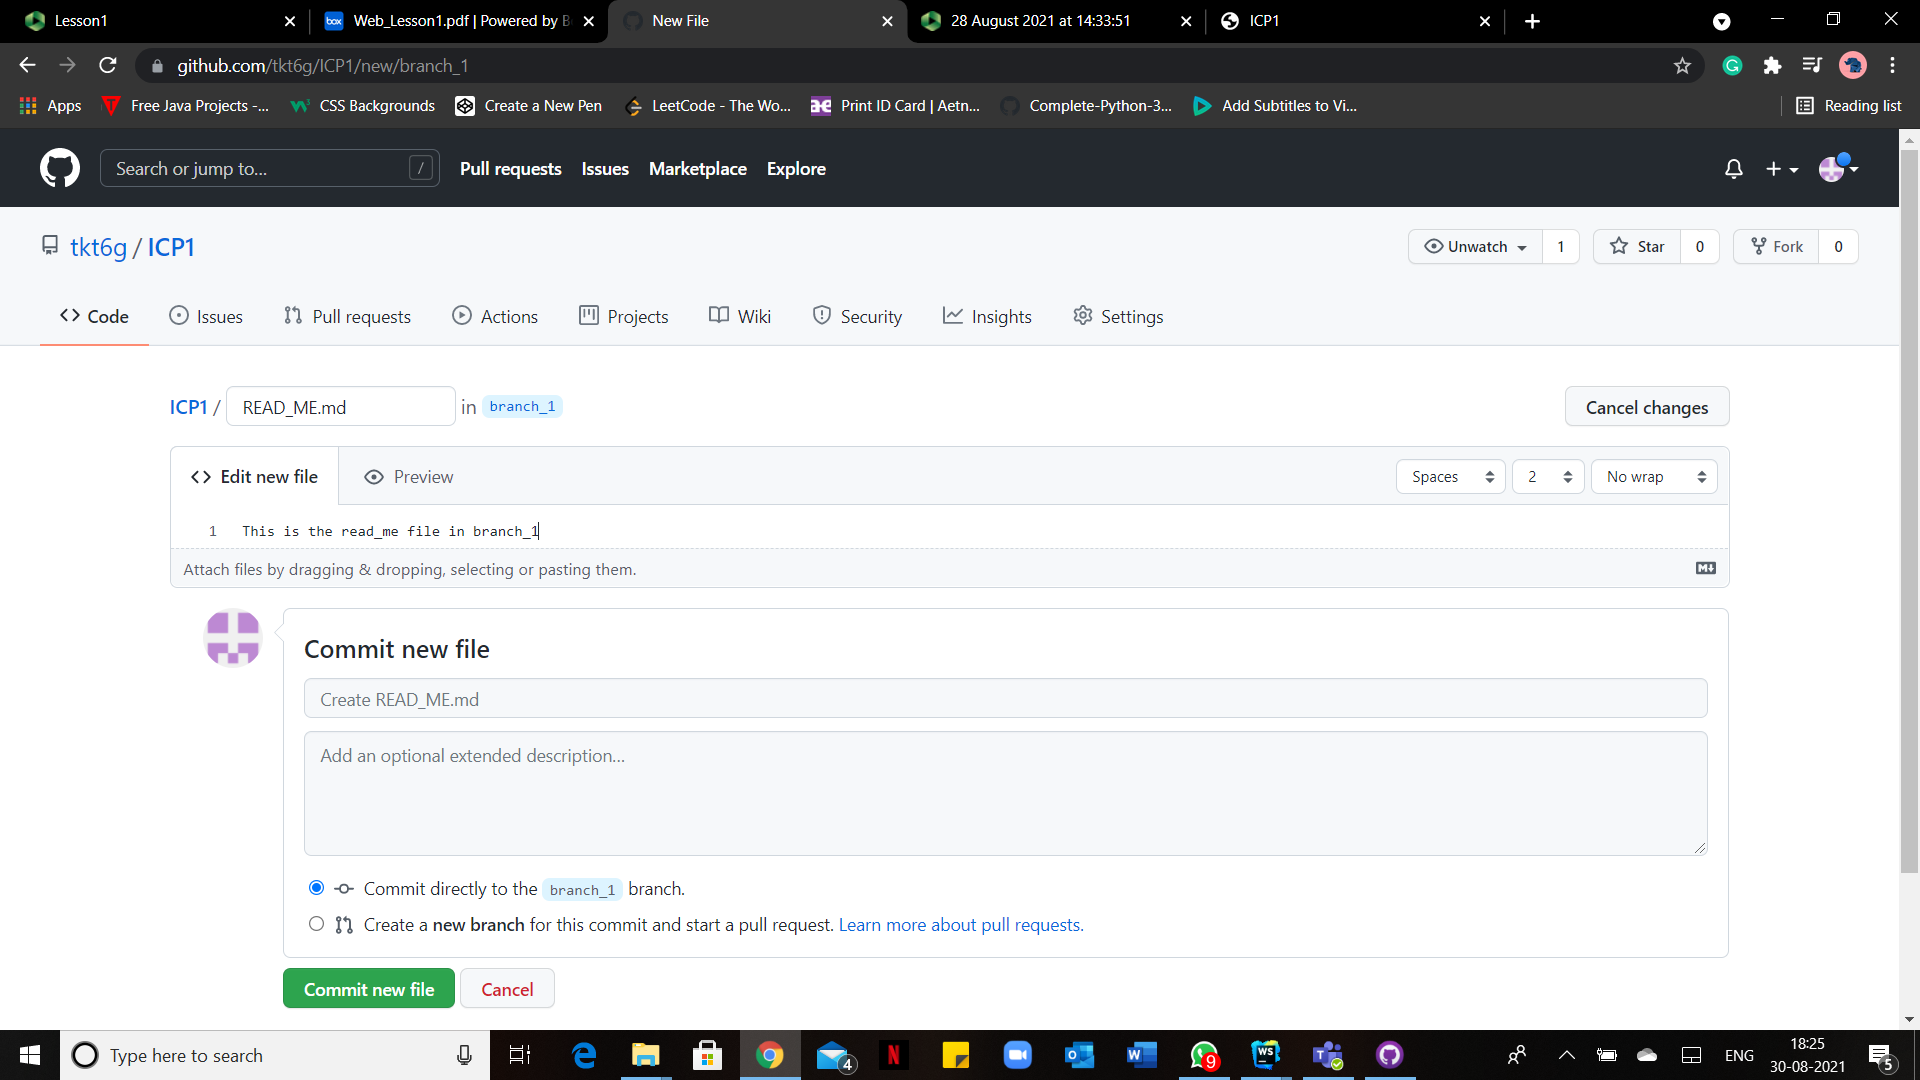 Lesson1
Web_Lesson1.pdf | Powered by B
New File
28 August 2021 at 14:33:51
ICP1
github.com/tkt6g/ICP1/new/branch_1
Apps
Free Java Projects -...
CSS Backgrounds
Create a New Pen
LeetCode - The Wo...
Print ID Card | Aetn...
Complete-Python-3...
Add Subtitles to Vi...
Reading list
Search or jump to...
/
Pull requests
Issues
Marketplace
Explore
tkt6g / ICP1
Unwatch
1
Star
0
Fork
0
Code
Issues
Pull requests
Actions
Projects
Wiki
Security
Insights
Settings
ICP1 / READ_ME.md in branch_1
Cancel changes
Edit new file
Preview
Spaces
2
No wrap
1 This is the read_me file in branch_1
Attach files by dragging & dropping, selecting or pasting them.
Commit new file
Create READ_ME.md
Add an optional extended description...
Commit directly to the branch_1 branch.
Create a new branch for this commit and start a pull request. Learn more about pull requests.
Commit new file
Cancel
Type here to search
4
9
ENG
18:25
30-08-2021
5